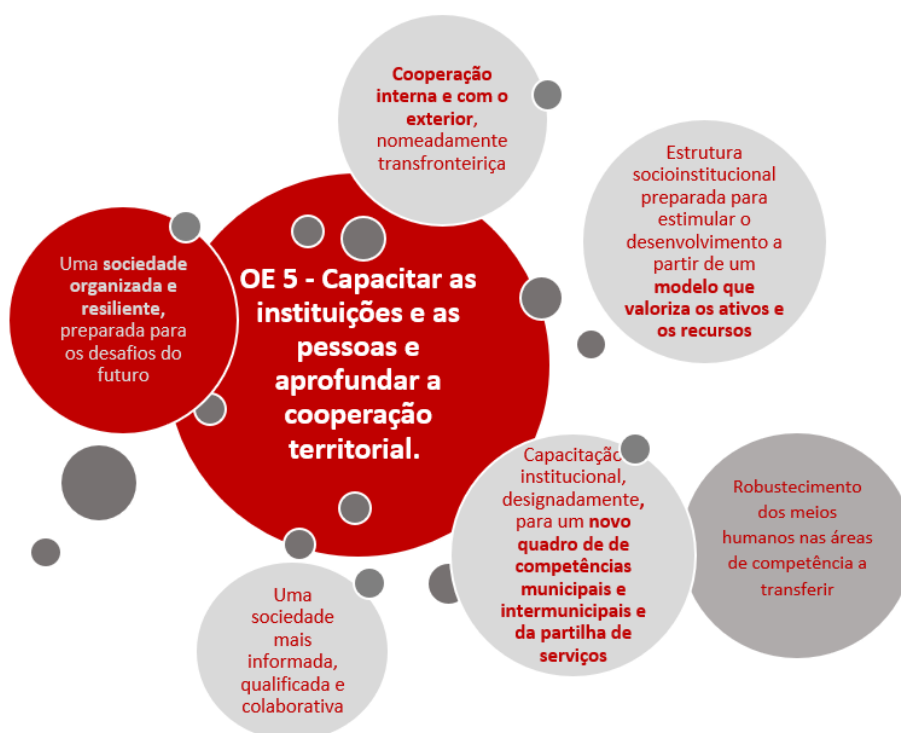 Cooperação
interna e com o
exterior, nomeadamente
transfronteiriça
Estrutura
socioinstitucional
preparada para
estimular o
desenvolvimento a
partir de um
modelo que
valoriza os ativos e
os recursos
Uma sociedade
organizada e
resiliente,
preparada para
os desafios do
futuro
OE 5 - Capacitar as
instituições e as
pessoas e
aprofundar a
cooperação
territorial.
Capacitação
institucional,
designadamente,
para um novo
quadro de de
competências
municipais e
intermunicipais e
da partilha de
serviços
Robustecimento
dos meios
humanos nas áreas
de competência a
transferir
Uma
sociedade
mais
informada,
qualificada e
colaborativa